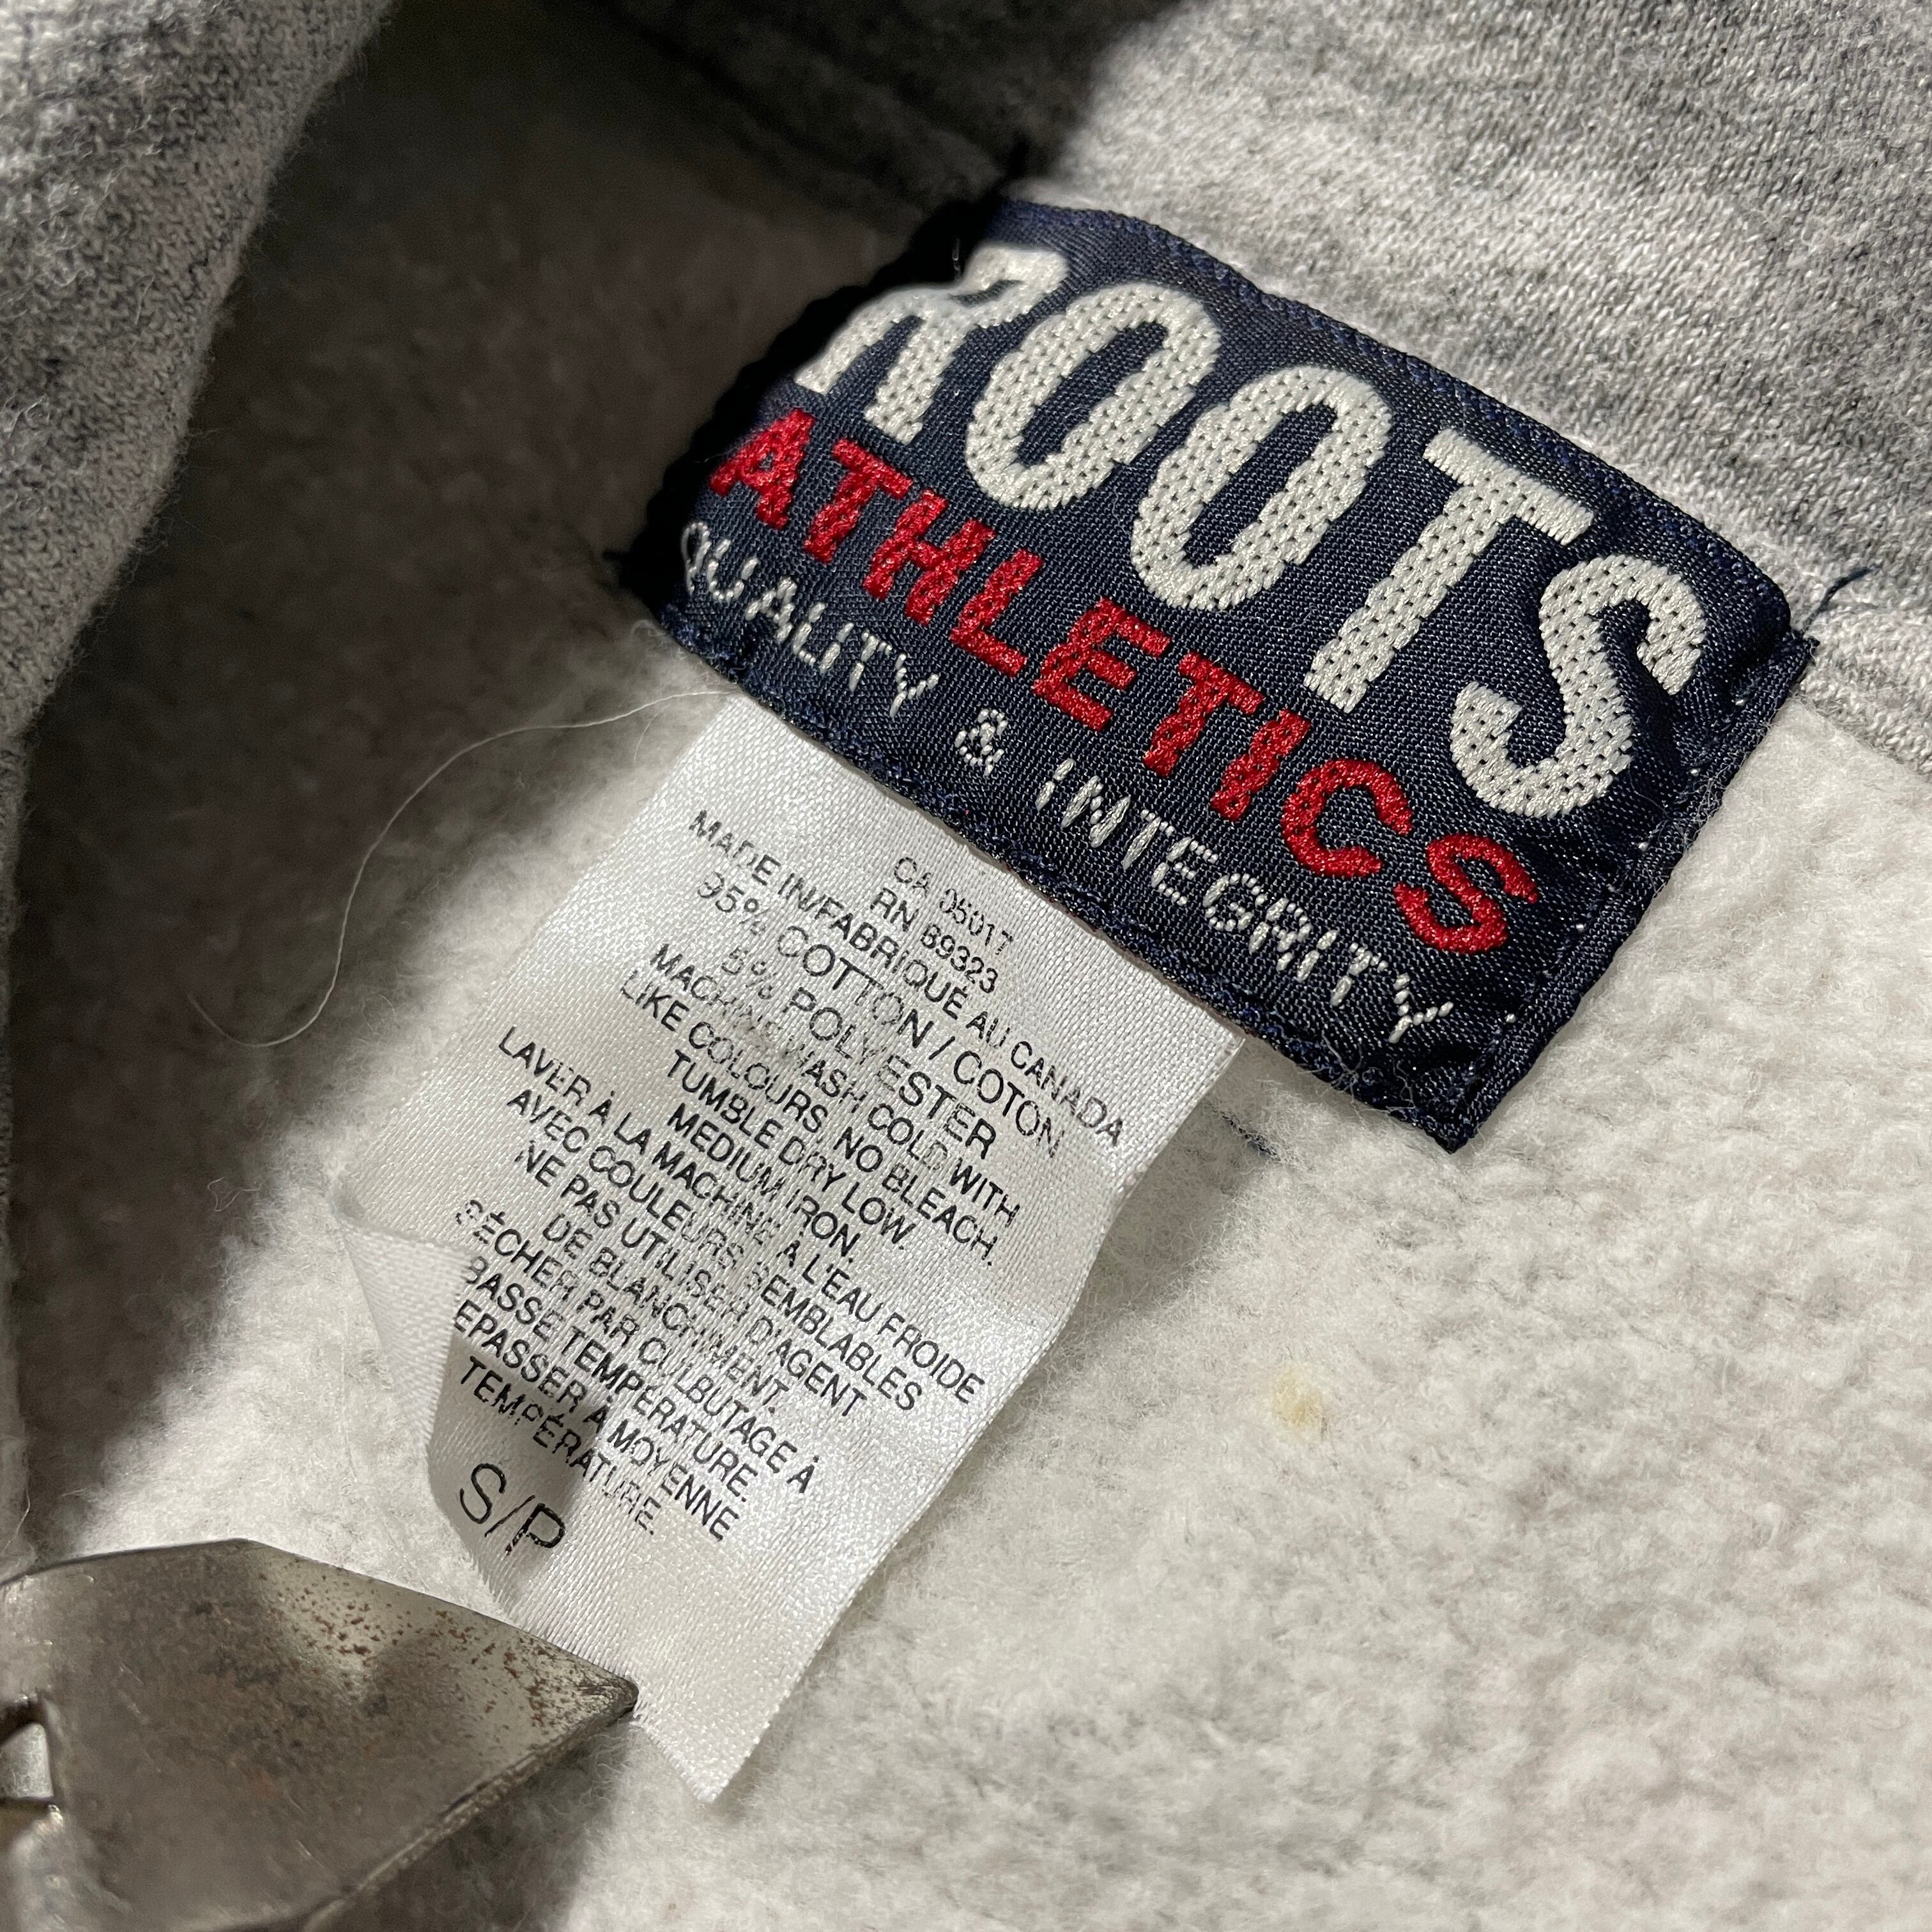 ROOTS
ATHLETICS
QUALITY & INTEGRITY
CA 05017
RN 89323
MADE IN/FABRIQUÉ AU CANADA
95% COTTON / COTON
5% POLYESTER
MACHINE WASH COLD WITH
LIKE COLOURS, NO BLEACH.
TUMBLE DRY LOW.
MEDIUM IRON.
LAVER À LA MACHINE À L'EAU FROIDE
AVEC COULEURS SEMBLABLES
NE PAS UTILISER D'AGENT
DE BLANCHIMENT.
SÉCHER PAR CULBUTAGE À
BASSE TEMPÉRATURE.
EPASSER À MOYENNE
TEMPÉRATURE.
S/P